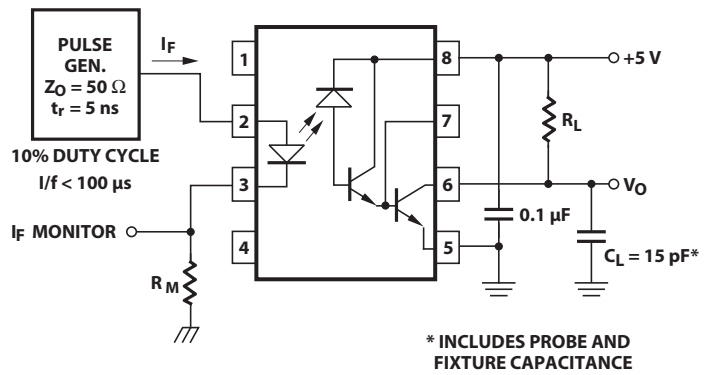 PULSE
GEN.
Z_O = 50 Ω
t_r = 5 ns
10% DUTY CYCLE
I/f < 100 µs
I_F
1
2
3
4
8
7
6
5
I_F MONITOR
R_M
+5 V
R_L
V_O
0.1 µF
C_L = 15 pF*
* INCLUDES PROBE AND
FIXTURE CAPACITANCE